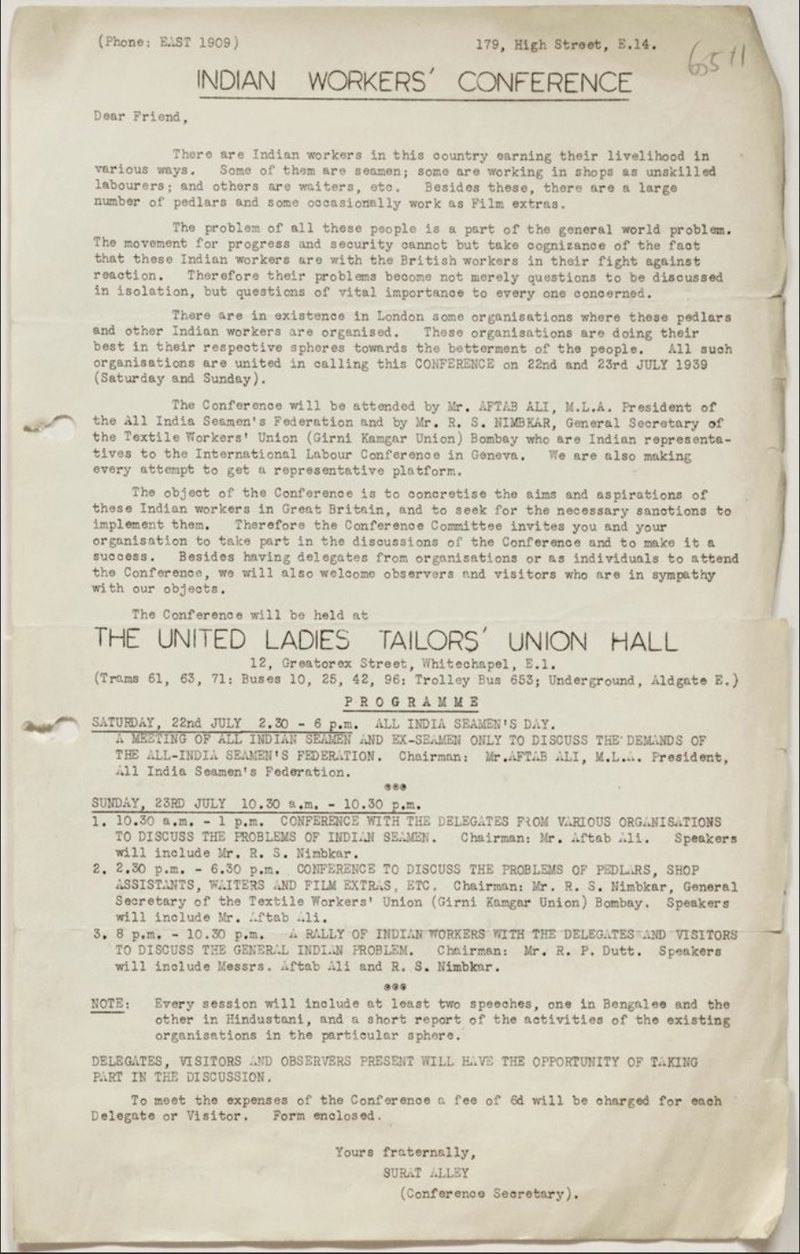 (Phone: EAST 1909)
179, High Street, E.14.
6511
INDIAN WORKERS' CONFERENCE
Dear Friend,
There are Indian workers in this country earning their livelihood in
various ways. Some of them are seamen; some are working in shops as unskilled
labourers; and others are waiters, etc. Besides these, there are a large
number of pedlars and some occasionally work as Film extras.
The problem of all these people is a part of the general world problem.
The movement for progress and security cannot but take cognizance of the fact
that these Indian workers are with the British workers in their fight against
reaction. Therefore their problems become not merely questions to be discussed
in isolation, but questions of vital importance to every one concerned.
There are in existence in London some organisations where these pedlars
and other Indian workers are organised. These organisations are doing their
best in their respective spheres towards the betterment of the people. All such
organisations are united in calling this CONFERENCE on 22nd and 23rd JULY 1939
(Saturday and Sunday).
The Conference will be attended by Mr. AFTAB ALI, M.L.A. President of
the All India Seamen's Federation and by Mr. R. S. NIMBKAR, General Secretary of
the Textile Workers' Union (Girni Kamgar Union) Bombay who are Indian representa-
tives to the International Labour Conference in Geneva. We are also making
every attempt to get a representative platform.
The object of the Conference is to concretise the aims and aspirations of
these Indian workers in Great Britain, and to seek for the necessary sanctions to
implement them. Therefore the Conference Committee invites you and your
organisation to take part in the discussions of the Conference and to make it a
success. Besides having delegates from organisations or as individuals to attend
the Conference, we will also welcome observers and visitors who are in sympathy
with our objects.
The Conference will be held at
THE UNITED LADIES TAILORS' UNION HALL
12, Greatorex Street, Whitechapel, E.1.
(Trams 61, 63, 71: Buses 10, 25, 42, 96: Trolley Bus 653; Underground, Aldgate E.)
PROGRAMME
SATURDAY, 22nd JULY 2.30 - 6 p.m. ALL INDIA SEAMEN'S DAY.
A MEETING OF ALL INDIAN SEAMEN AND EX-SEAMEN ONLY TO DISCUSS THE DEMANDS OF
THE ALL-INDIA SEAMEN'S FEDERATION. Chairman: Mr.AFTAB ALI, M.L.A. President,
All India Seamen's Federation.
@@@
SUNDAY, 23RD JULY 10.30 a.m. - 10.30 p.m.
1. 10.30 a.m. - 1 p.m. CONFERENCE WITH THE DELEGATES FROM VARIOUS ORGANISATIONS
TO DISCUSS THE PROBLEMS OF INDIAN SEAMEN. Chairman: Mr. Aftab Ali. Speakers
will include Mr. R. S. Nimbkar.
2. 2.30 p.m. - 6.30 p.m. CONFERENCE TO DISCUSS THE PROBLEMS OF PEDLARS, SHOP
ASSISTANTS, WAITERS AND FILM EXTRAS, ETC. Chairman: Mr. R. S. Nimbkar, General
Secretary of the Textile Workers' Union (Girni Kamgar Union) Bombay. Speakers
will include Mr. Aftab Ali.
3. 8 p.m. - 10.30 p.m. A RALLY OF INDIAN WORKERS WITH THE DELEGATES AND VISITORS
TO DISCUSS THE GENERAL INDIAN PROBLEM. Chairman: Mr. R. P. Dutt. Speakers
will include Messrs. Aftab Ali and R. S. Nimbkar.
@@@
NOTE: Every session will include at least two speeches, one in Bengalee and the
other in Hindustani, and a short report of the activities of the existing
organisations in the particular sphere.
DELEGATES, VISITORS AND OBSERVERS PRESENT WILL HAVE THE OPPORTUNITY OF TAKING
PART IN THE DISCUSSION.
To meet the expenses of the Conference a fee of 6d will be charged for each
Delegate or Visitor. Form enclosed.
Yours fraternally,
SURAT ALLEY
(Conference Secretary).